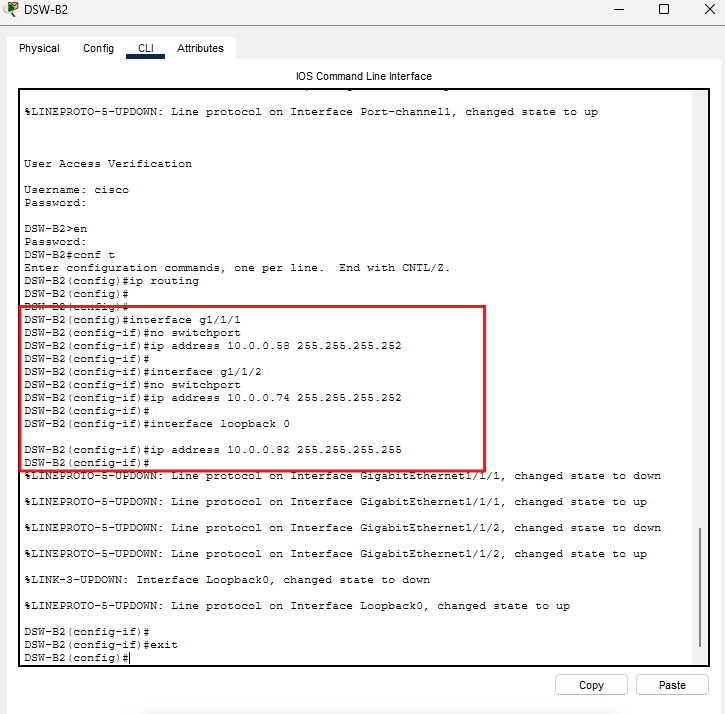 DSW-B2
Physical Config CLI Attributes
IOS Command Line Interface
%LINEPROTO-5-UPDOWN: Line protocol on Interface Port-channel1, changed state to up
User Access Verification
Username: cisco
Password:
DSW-B2>en
Password:
DSW-B2#conf t
Enter configuration commands, one per line.  End with CNTL/Z.
DSW-B2(config)#ip routing
DSW-B2(config)#
DSW-B2(config)#
DSW-B2(config)#interface g1/1/1
DSW-B2(config-if)#no switchport
DSW-B2(config-if)#ip address 10.0.0.58 255.255.255.252
DSW-B2(config-if)#
DSW-B2(config-if)#interface g1/1/2
DSW-B2(config-if)#no switchport
DSW-B2(config-if)#ip address 10.0.0.74 255.255.255.252
DSW-B2(config-if)#
DSW-B2(config-if)#interface loopback 0
DSW-B2(config-if)#ip address 10.0.0.82 255.255.255.255
DSW-B2(config-if)#
%LINEPROTO-5-UPDOWN: Line protocol on Interface GigabitEthernet1/1/1, changed state to down
%LINEPROTO-5-UPDOWN: Line protocol on Interface GigabitEthernet1/1/1, changed state to up
%LINEPROTO-5-UPDOWN: Line protocol on Interface GigabitEthernet1/1/2, changed state to down
%LINEPROTO-5-UPDOWN: Line protocol on Interface GigabitEthernet1/1/2, changed state to up
%LINK-3-UPDOWN: Interface Loopback0, changed state to down
%LINEPROTO-5-UPDOWN: Line protocol on Interface Loopback0, changed state to up
DSW-B2(config-if)#
DSW-B2(config-if)#exit
DSW-B2(config)#
Copy Paste